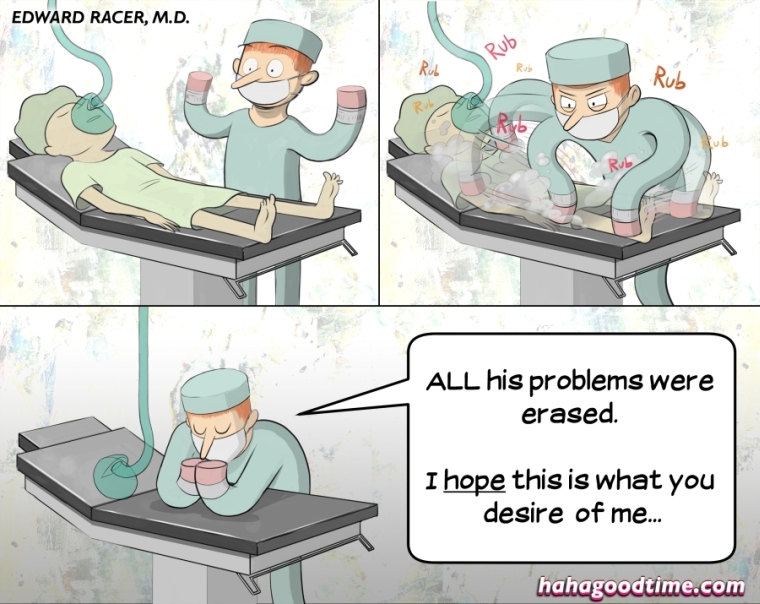 EDWARD RACER, M.D.
Rub
Rub
Rub
Rub
Rub
Rub
Rub
Rub
ALL his problems were
erased.
I hope this is what you
desire of me...
hahagoodtime.com